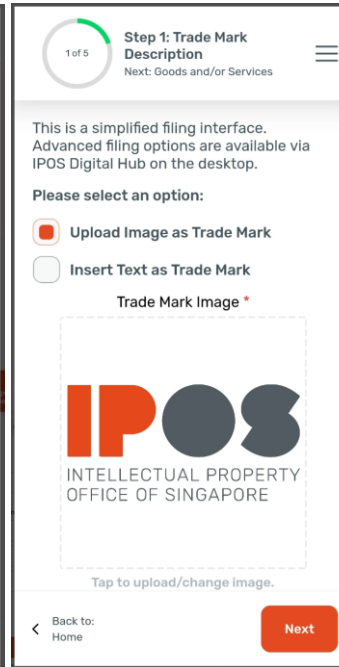 1 of 5
Step 1: Trade Mark
Description
Next: Goods and/or Services
This is a simplified filing interface.
Advanced filing options are available via
IPOS Digital Hub on the desktop.
Please select an option:
Upload Image as Trade Mark
Insert Text as Trade Mark
Trade Mark Image *
IPOS
INTELLECTUAL PROPERTY
OFFICE OF SINGAPORE
Tap to upload/change image.
Back to:
Home
Next